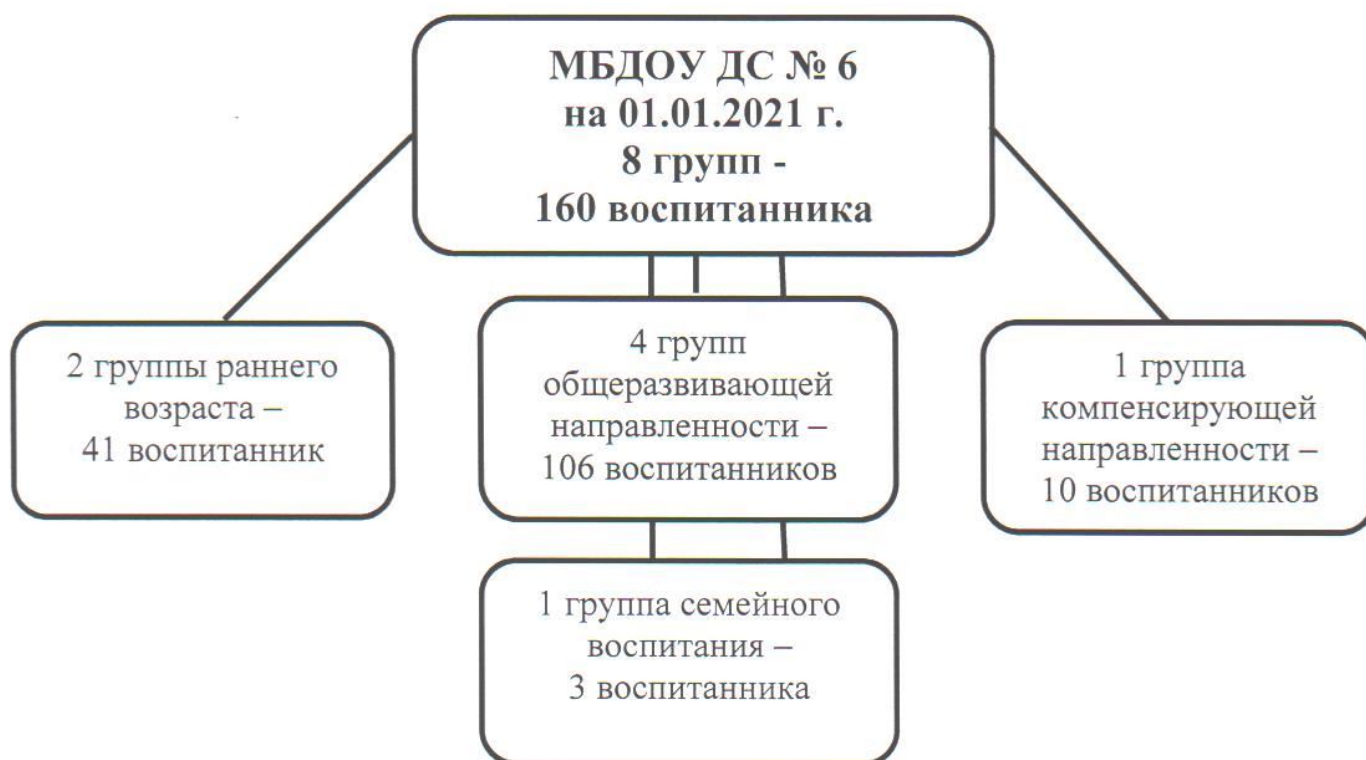 МБДОУ ДС № 6
на 01.01.2021 г.
8 групп -
160 воспитанника
2 группы раннего
возраста –
41 воспитанник
4 групп
общеразвивающей
направленности –
106 воспитанников
1 группа
компенсирующей
направленности –
10 воспитанников
1 группа семейного
воспитания –
3 воспитанника